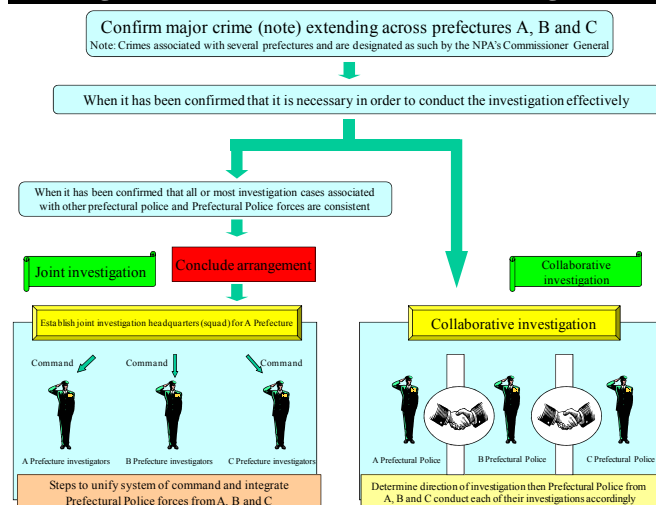 Confirm major crime (note) extending across prefectures A, B and C
Note: Crimes associated with several prefectures and are designated as such by the NPA's Commissioner General
When it has been confirmed that it is necessary in order to conduct the investigation effectively
When it has been confirmed that all or most investigation cases associated
with other prefectural police and Prefectural Police forces are consistent
Joint investigation
Conclude arrangement
Collaborative
investigation
Establish joint investigation headquarters (squad) for A Prefecture
Collaborative investigation
Command
Command
Command
A Prefecture investigators
B Prefecture investigators
C Prefecture investigators
A Prefectural Police
B Prefectural Police
C Prefectural Police
Steps to unify system of command and integrate
Prefectural Police forces from A, B and C
Determine direction of investigation then Prefectural Police from
A, B and C conduct each of their investigations accordingly